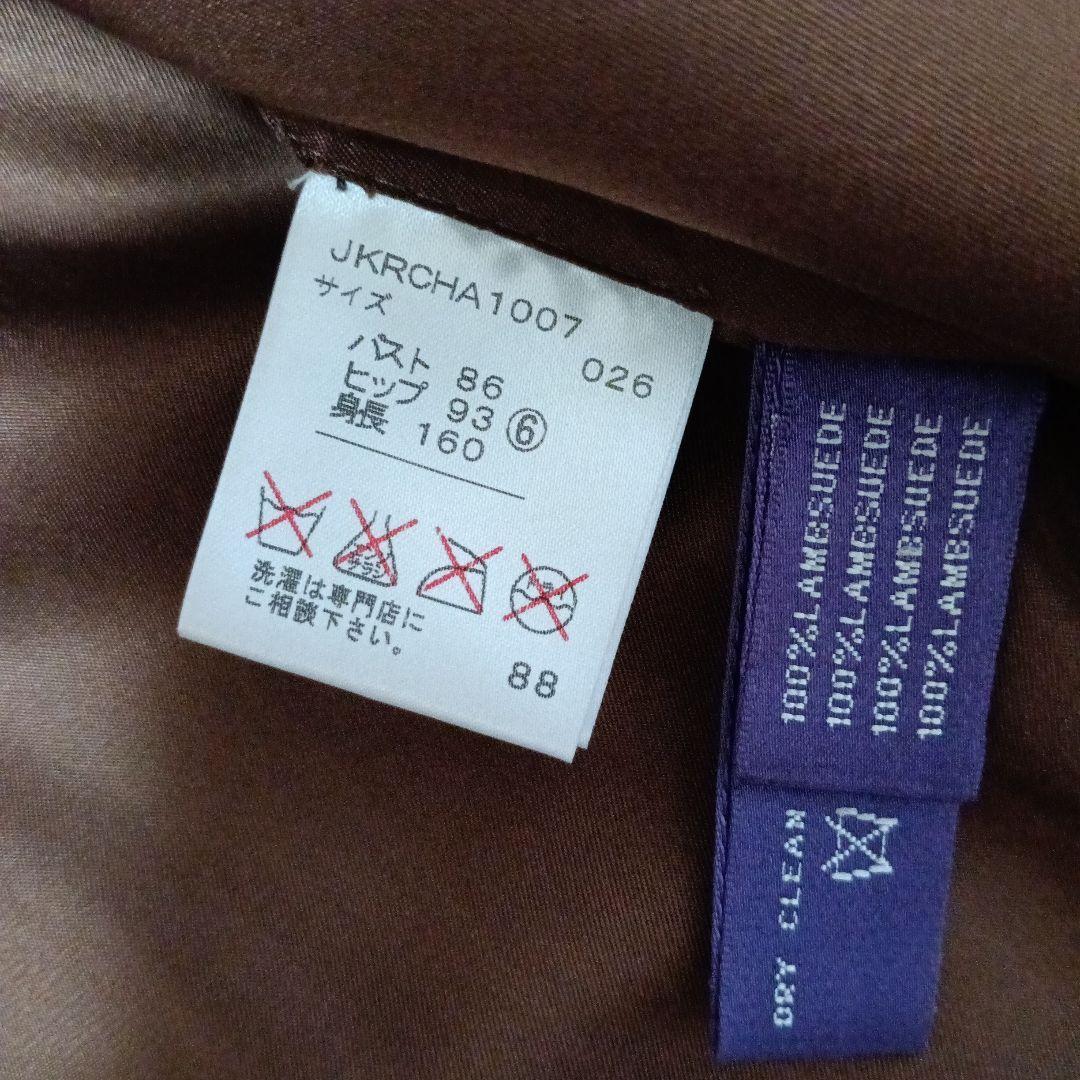 JKRCHA1007
サイズ 026
バスト 86
ヒップ 93 ⑥
身長 160
洗濯は専門店に
ご相談下さい。
88
100%LAMBSUEDE
100%LAMBSUEDE
100%LAMBSUEDE
100%LAMBSUEDE
DRY CLEAN